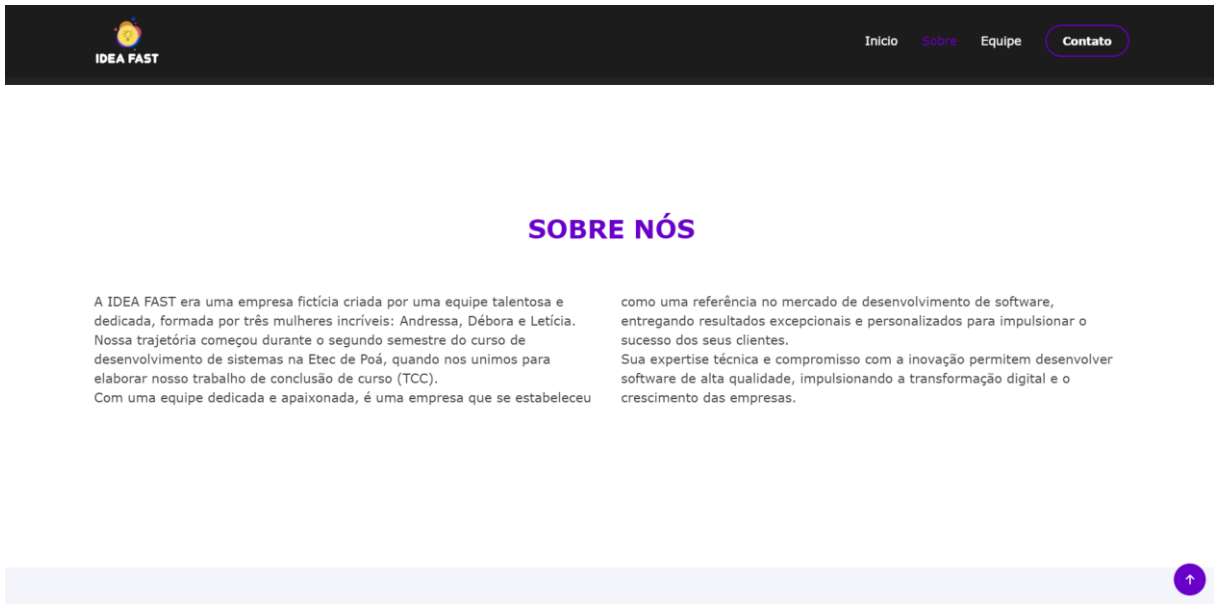 IDEA FAST
Inicio Sobre Equipe Contato
SOBRE NÓS
A IDEA FAST era uma empresa fictícia criada por uma equipe talentosa e
dedicada, formada por três mulheres incríveis: Andressa, Débora e Letícia.
Nossa trajetória começou durante o segundo semestre do curso de
desenvolvimento de sistemas na Etec de Poá, quando nos unimos para
elaborar nosso trabalho de conclusão de curso (TCC).
Com uma equipe dedicada e apaixonada, é uma empresa que se estabeleceu
como uma referência no mercado de desenvolvimento de software,
entregando resultados excepcionais e personalizados para impulsionar o
sucesso dos seus clientes.
Sua expertise técnica e compromisso com a inovação permitem desenvolver
software de alta qualidade, impulsionando a transformação digital e o
crescimento das empresas.